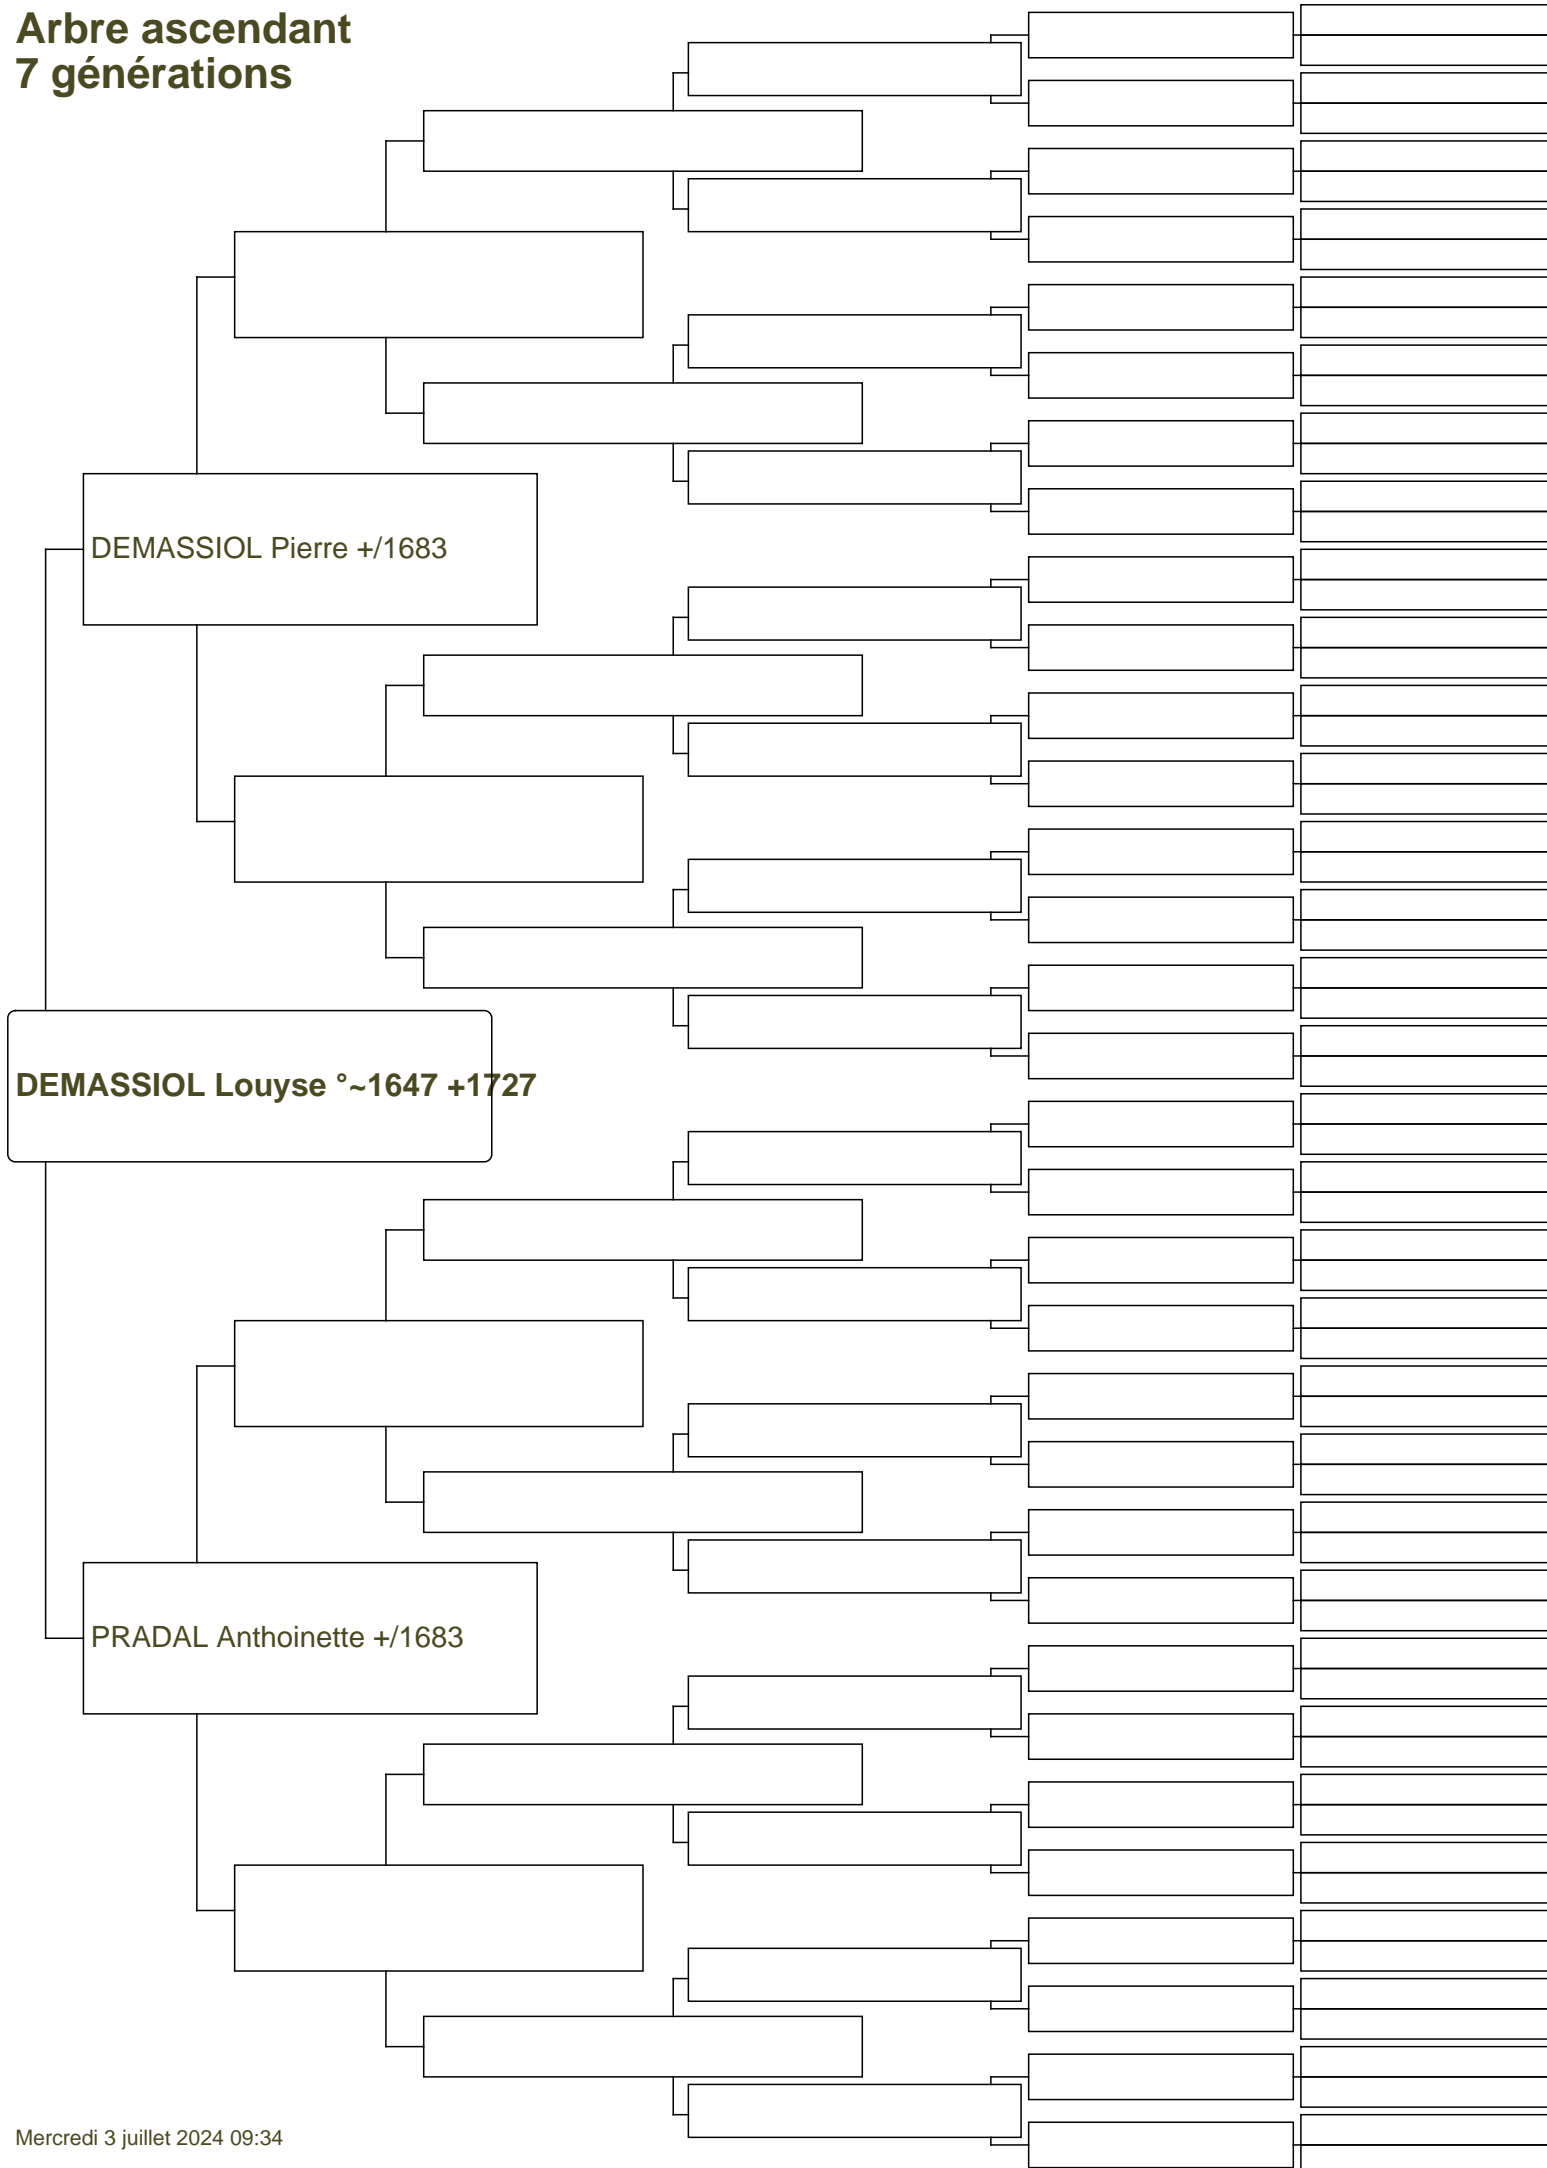 Arbre ascendant
7 générations
DEMASSIOL Pierre +/1683
DEMASSIOL Louyse °~1647 +1727
PRADAL Anthoinette +/1683
Mercredi 3 juillet 2024 09:34